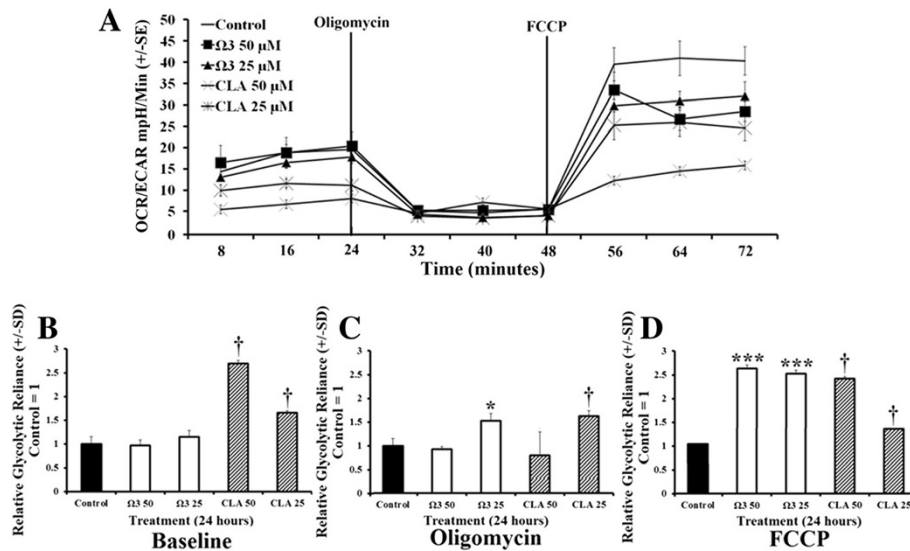 A
Oligomycin
FCCP
Control
Ω3 50 µM
Ω3 25 µM
CLA 50 µM
CLA 25 µM
OCR/ECAR mpH/Min (+/-SE)
50
45
40
35
30
25
20
15
10
5
0
8 16 24 32 40 48 56 64 72
Time (minutes)
B
Relative Glycolytic Reliance (+/-SD)
Control = 1
3
2.5
2
1.5
1
0.5
0
† †
Control Ω3 50 Ω3 25 CLA 50 CLA 25
Treatment (24 hours)
Baseline
C
Relative Glycolytic Reliance (+/-SD)
Control = 1
3
2.5
2
1.5
1
0.5
0
* †
Control Ω3 50 Ω3 25 CLA 50 CLA 25
Treatment (24 hours)
Oligomycin
D
Relative Glycolytic Reliance (+/-SD)
Control = 1
3
2.5
2
1.5
1
0.5
0
*** *** † †
Control Ω3 50 Ω3 25 CLA 50 CLA 25
Treatment (24 hours)
FCCP